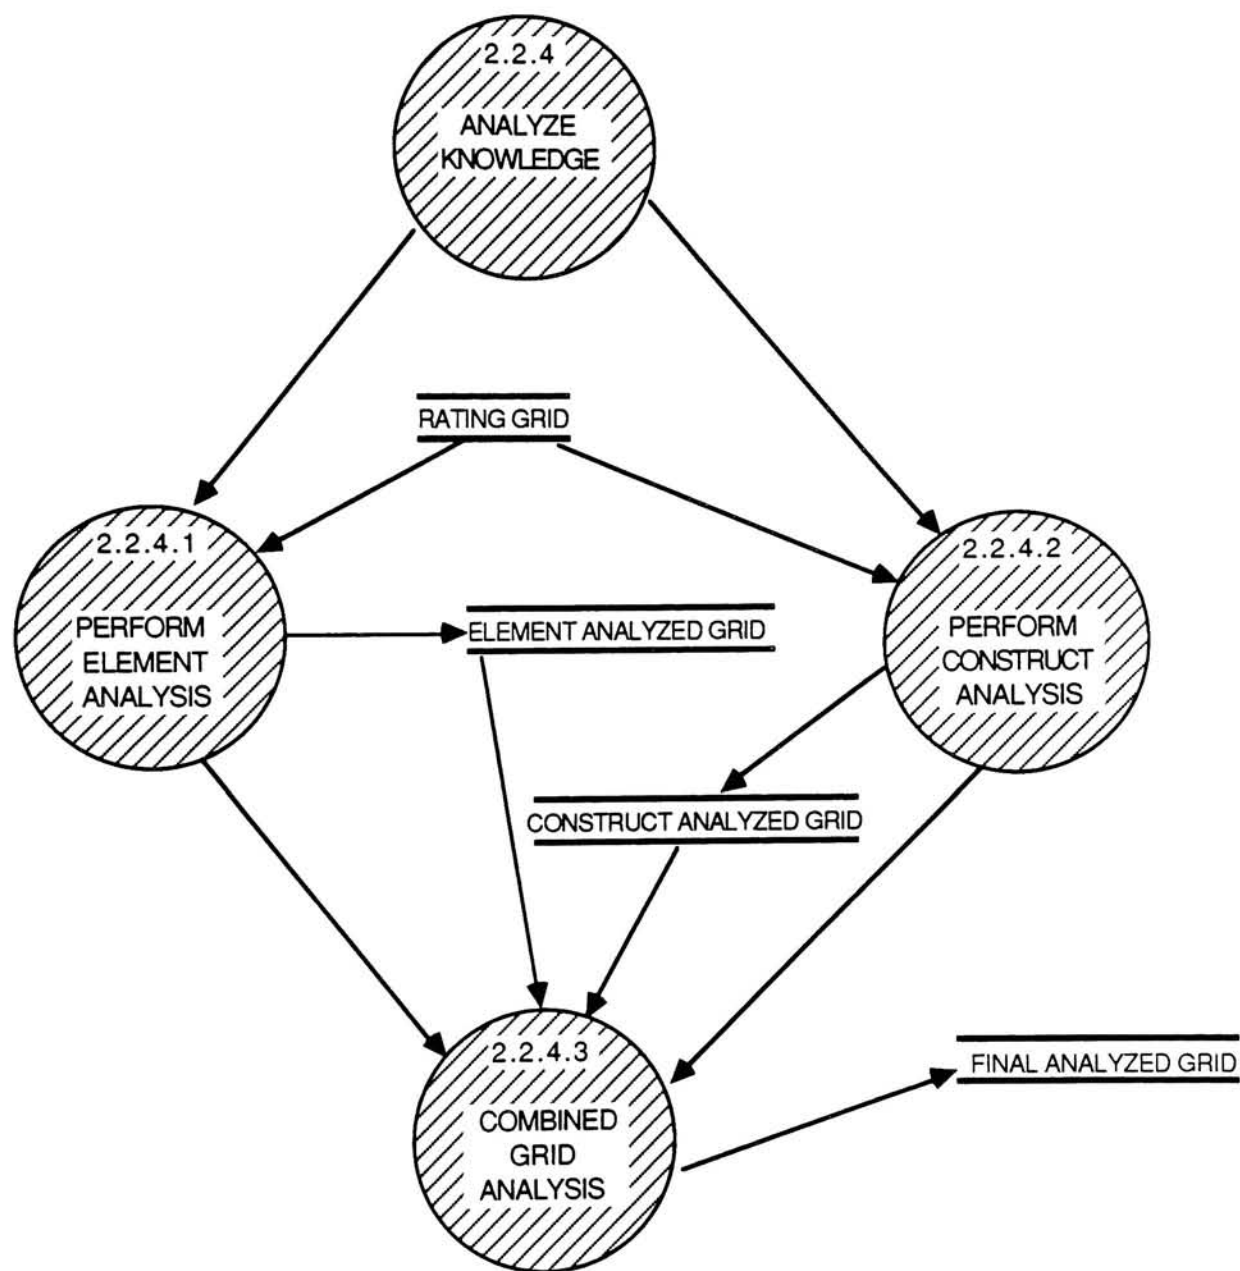 2.2.4
ANALYZE
KNOWLEDGE
RATING GRID
2.2.4.1
PERFORM
ELEMENT
ANALYSIS
ELEMENT ANALYZED GRID
2.2.4.2
PERFORM
CONSTRUCT
ANALYSIS
CONSTRUCT ANALYZED GRID
2.2.4.3
COMBINED
GRID
ANALYSIS
FINAL ANALYZED GRID